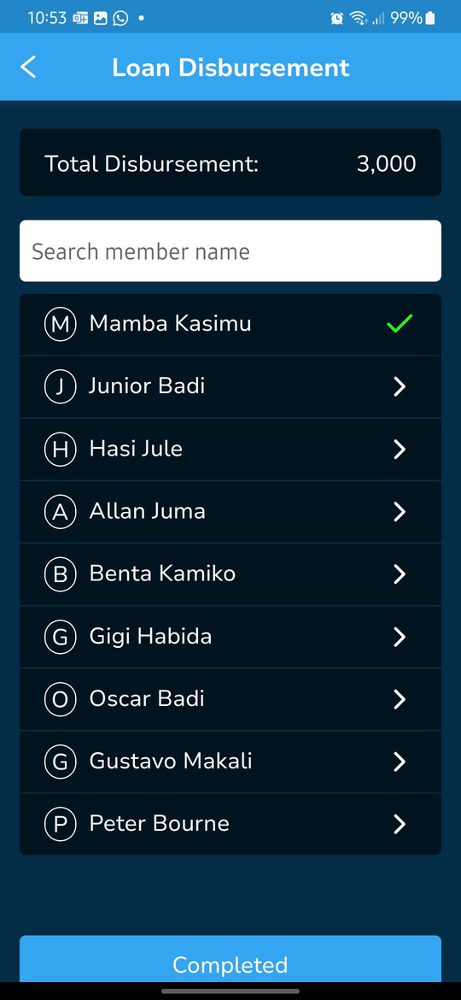 10:53 99%
Loan Disbursement
Total Disbursement: 3,000
Search member name
M Mamba Kasimu
J Junior Badi
H Hasi Jule
A Allan Juma
B Benta Kamiko
G Gigi Habida
O Oscar Badi
G Gustavo Makali
P Peter Bourne
Completed